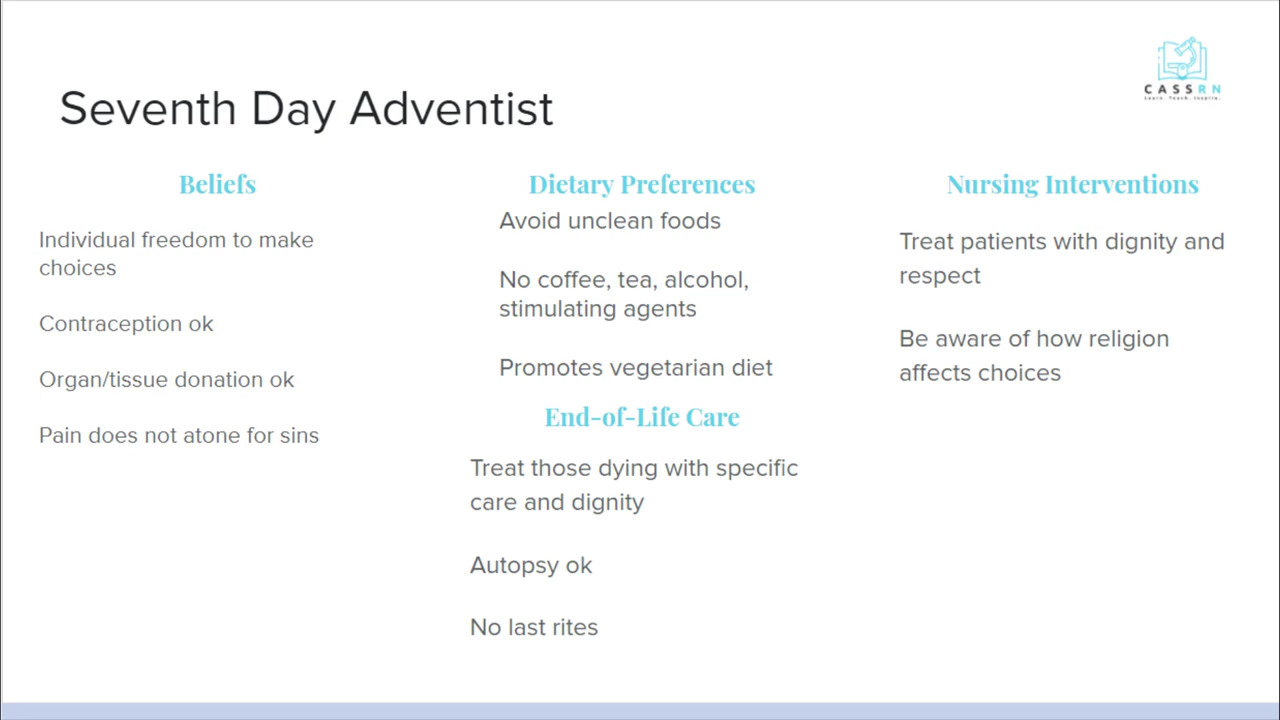 CASSRN
Learn. Teach. Inspire.
Seventh Day Adventist
Beliefs
Individual freedom to make
choices
Contraception ok
Organ/tissue donation ok
Pain does not atone for sins
Dietary Preferences
Avoid unclean foods
No coffee, tea, alcohol,
stimulating agents
Promotes vegetarian diet
End-of-Life Care
Treat those dying with specific
care and dignity
Autopsy ok
No last rites
Nursing Interventions
Treat patients with dignity and
respect
Be aware of how religion
affects choices